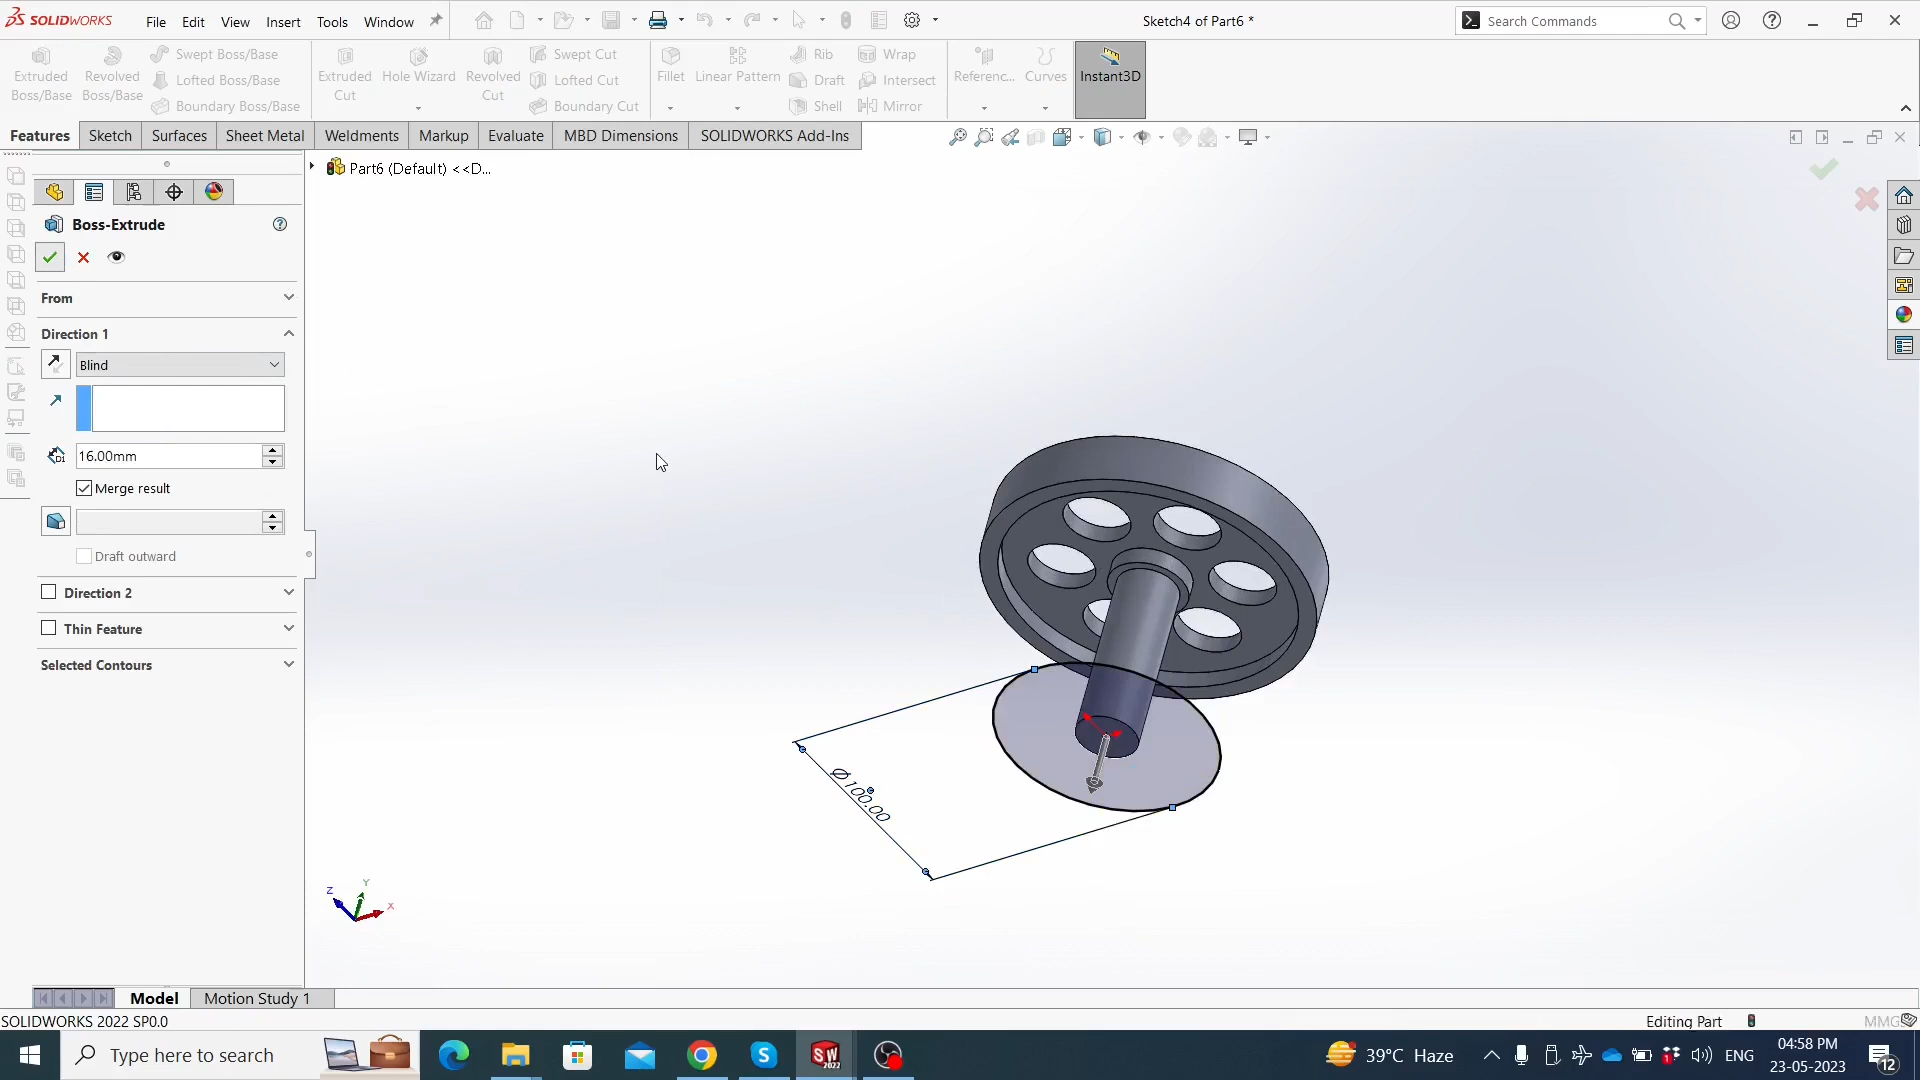 SOLIDWORKS File Edit View Insert Tools Window
Sketch4 of Part6 *
Search Commands
Extruded Boss/Base
Revolved Boss/Base
Swept Boss/Base
Lofted Boss/Base
Boundary Boss/Base
Extruded Cut
Hole Wizard
Revolved Cut
Swept Cut
Lofted Cut
Boundary Cut
Fillet
Linear Pattern
Rib
Draft
Shell
Wrap
Intersect
Mirror
Referenc...
Curves
Instant3D
Features Sketch Surfaces Sheet Metal Weldments Markup Evaluate MBD Dimensions SOLIDWORKS Add-Ins
Part6 (Default) <<D...
Boss-Extrude
From
Direction 1
Blind
D1
16.00mm
Merge result
Draft outward
Direction 2
Thin Feature
Selected Contours
Ø100.00
Z Y X
Model Motion Study 1
SOLIDWORKS 2022 SP0.0
Editing Part
MMGS
Type here to search
SW 2022
39°C Haze
ENG
04:58 PM
23-05-2023
12